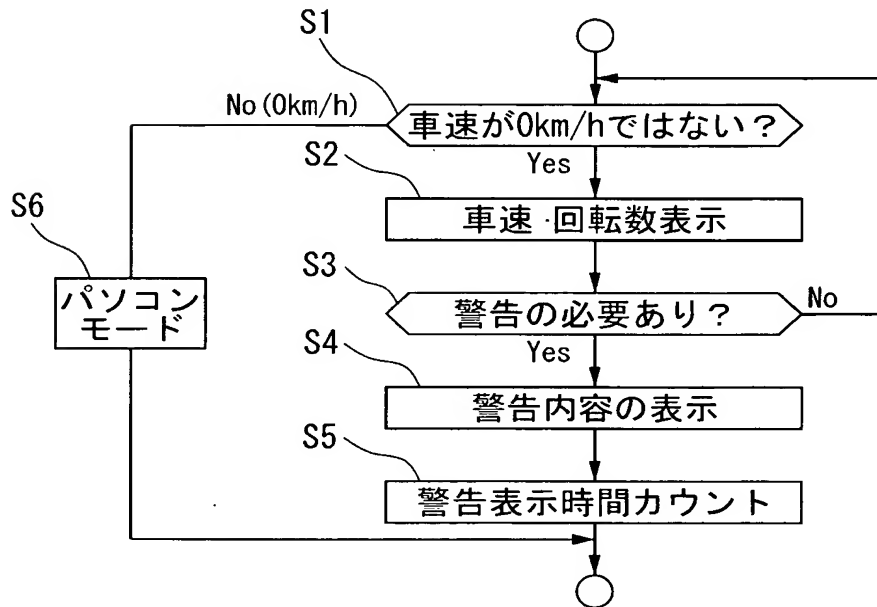 S1
No(0km/h)
車速が0km/hではない？
Yes
S2
車速・回転数表示
S6
パソコン
モード
S3
警告の必要あり？
No
Yes
S4
警告内容の表示
S5
警告表示時間カウント